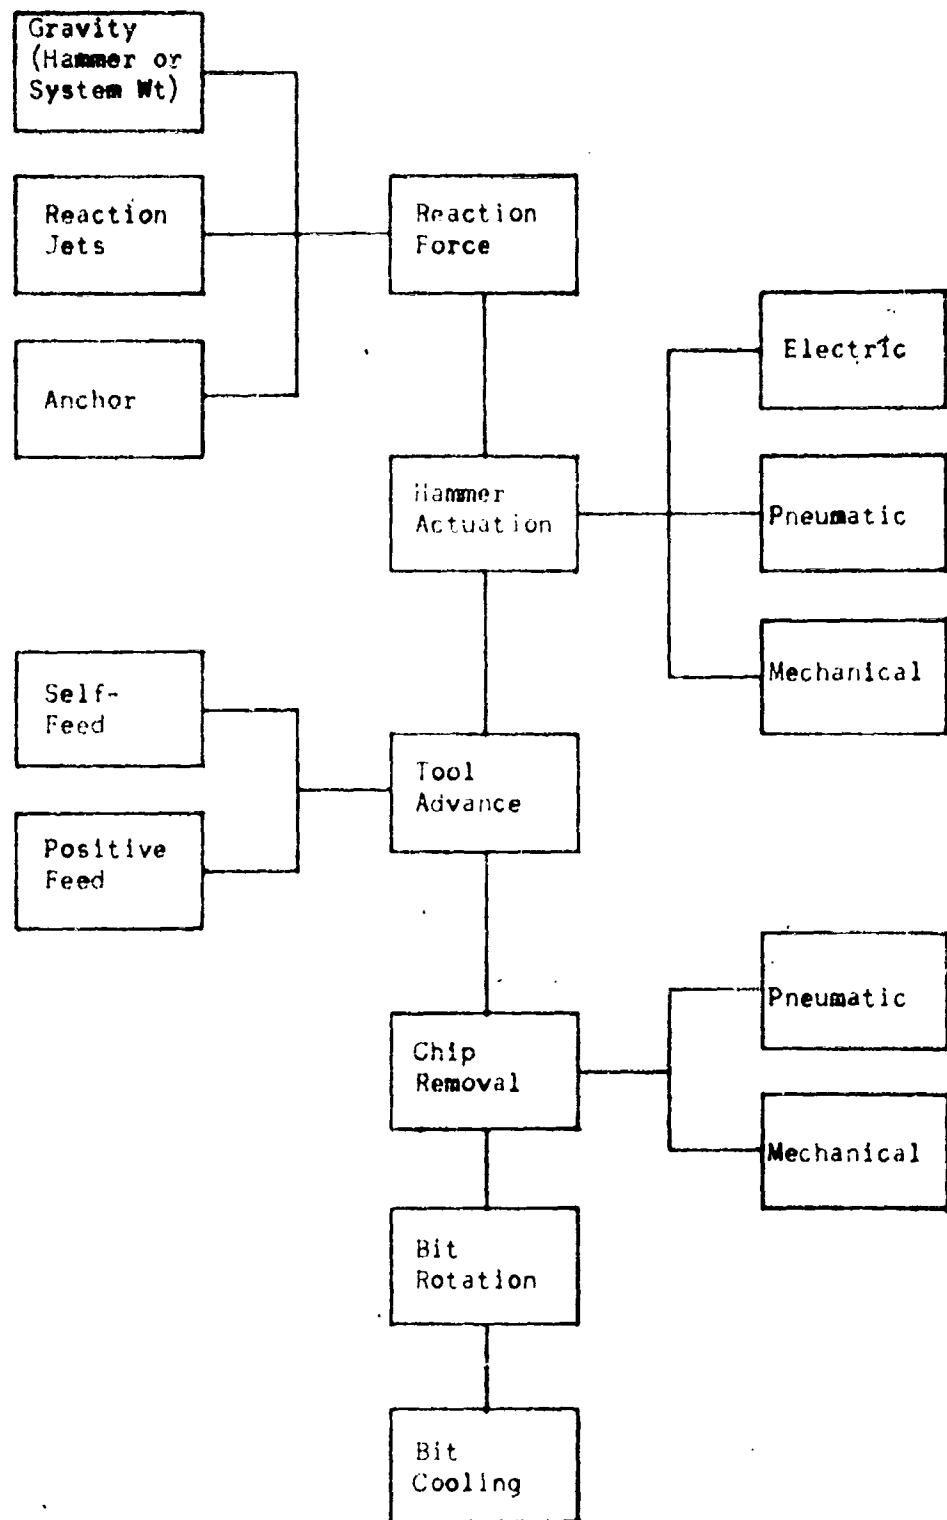 Gravity
(Hammer or
System Wt)
Reaction
Jets
Reaction
Force
Anchor
Electric
Hammer
Actuation
Pneumatic
Mechanical
Self-
Feed
Tool
Advance
Positive
Feed
Pneumatic
Chip
Removal
Mechanical
Bit
Rotation
Bit
Cooling